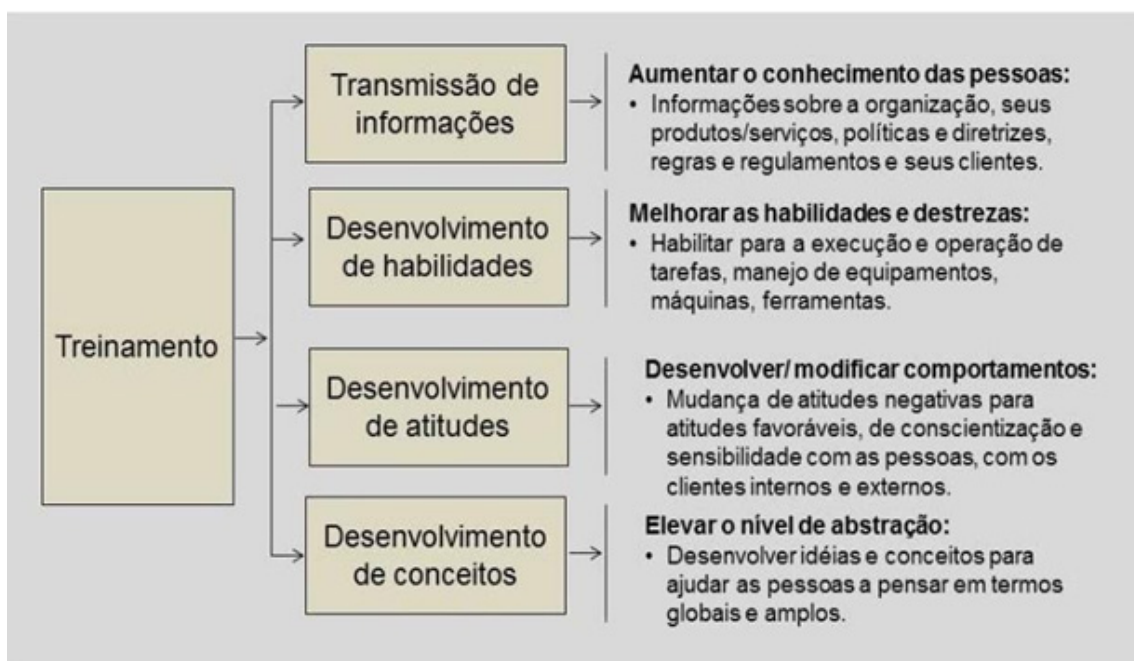 Treinamento
Transmissão de
informações
Aumentar o conhecimento das pessoas:
• Informações sobre a organização, seus
produtos/serviços, políticas e diretrizes,
regras e regulamentos e seus clientes.
Desenvolvimento
de habilidades
Melhorar as habilidades e destrezas:
• Habilitar para a execução e operação de
tarefas, manejo de equipamentos,
máquinas, ferramentas.
Desenvolvimento
de atitudes
Desenvolver/ modificar comportamentos:
• Mudança de atitudes negativas para
atitudes favoráveis, de conscientização e
sensibilidade com as pessoas, com os
clientes internos e externos.
Desenvolvimento
de conceitos
Elevar o nível de abstração:
• Desenvolver idéias e conceitos para
ajudar as pessoas a pensar em termos
globais e amplos.